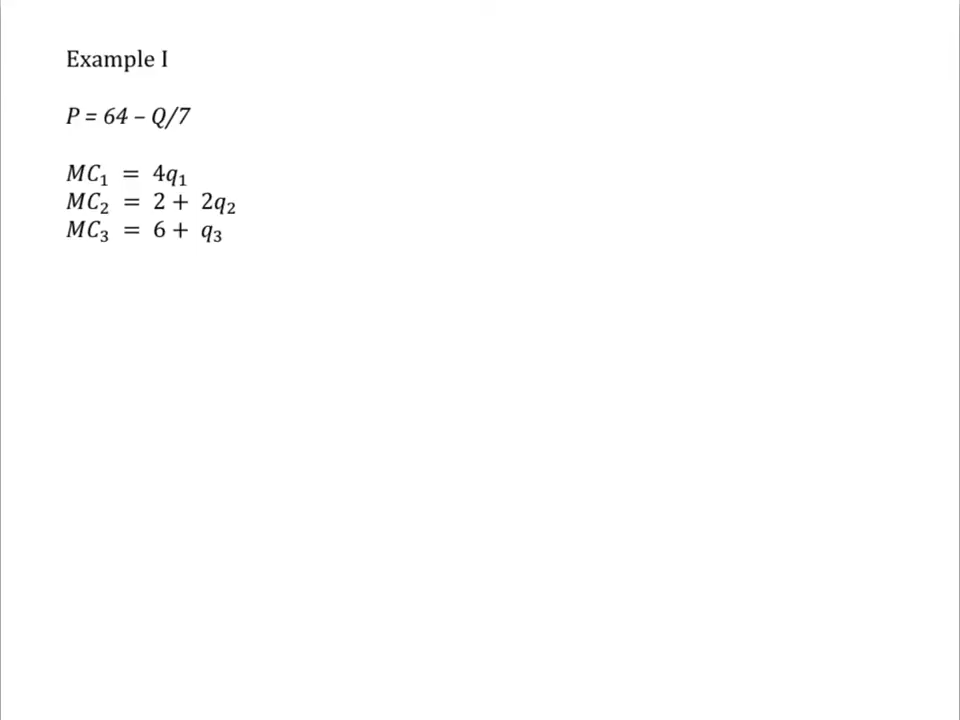 Example I
P = 64 – Q/7
MC₁ = 4q₁
MC₂ = 2 + 2q₂
MC₃ = 6 + q₃